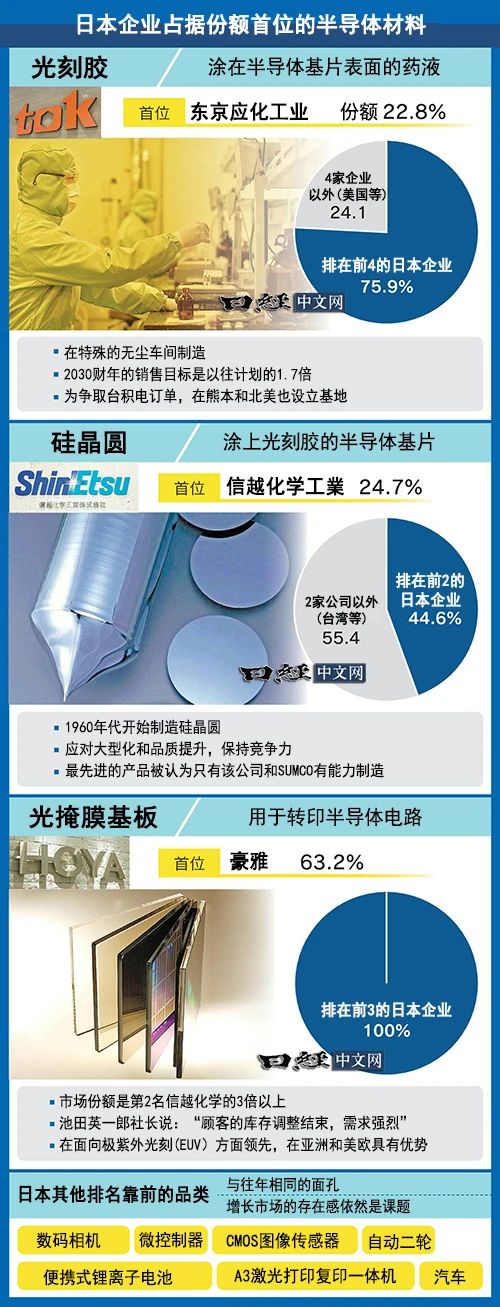 日本企业占据份额首位的半导体材料
光刻胶
涂在半导体基片表面的药液
tok
首位 东京应化工业 份额 22.8%
4家企业
以外(美国等)
24.1
排在前4的日本企业
75.9%
日経 中文网
▪ 在特殊的无尘车间制造
▪ 2030财年的销售目标是以往计划的1.7倍
▪ 为争取台积电订单，在熊本和北美也设立基地
硅晶圆
涂上光刻胶的半导体基片
ShinEtsu
信越化学工業株式会社
首位 信越化学工業 24.7%
排在前2的
日本企业
44.6%
2家公司以外
(台湾等)
55.4
日経 中文网
▪ 1960年代开始制造硅晶圆
▪ 应对大型化和品质提升，保持竞争力
▪ 最先进的产品被认为只有该公司和SUMCO有能力制造
光掩膜基板
用于转印半导体电路
HOYA
首位 豪雅 63.2%
排在前3的日本企业
100%
日経 中文网
▪ 市场份额是第2名信越化学的3倍以上
▪ 池田英一郎社长说：“顾客的库存调整结束，需求强烈”
▪ 在面向极紫外光刻(EUV）方面领先，在亚洲和美欧具有优势
日本其他排名靠前的品类
与往年相同的面孔
增长市场的存在感依然是课题
数码相机 微控制器 CMOS图像传感器 自动二轮
便携式锂离子电池 A3激光打印复印一体机 汽车